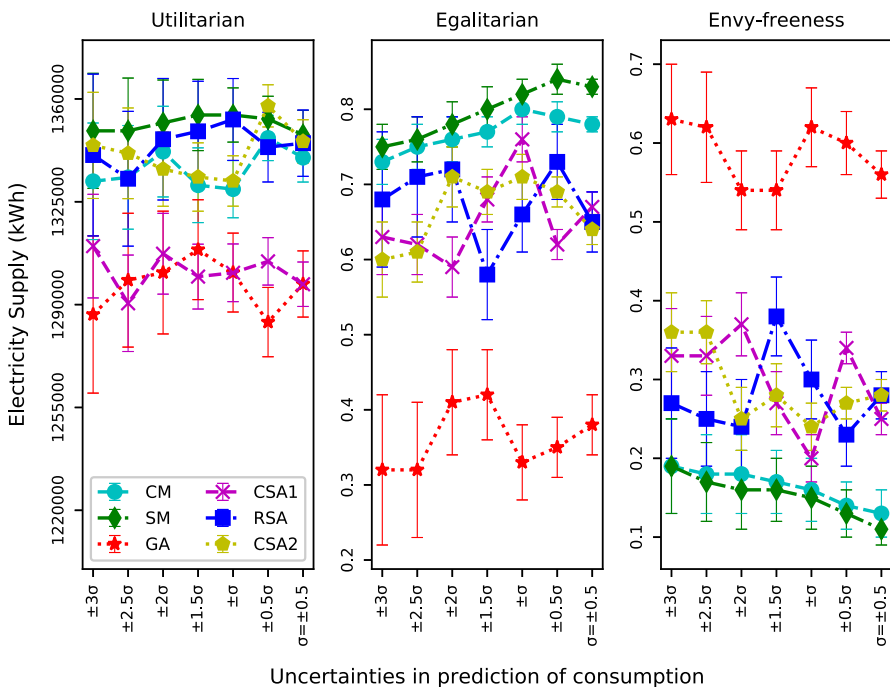 Utilitarian
Egalitarian
Envy-freeness
Electricity Supply (kWh)
1360000
1325000
1290000
1255000
1220000
0.8
0.7
0.6
0.5
0.4
0.3
0.2
0.7
0.6
0.5
0.4
0.3
0.2
0.1
CM
SM
GA
CSA1
RSA
CSA2
±3σ
±2.5σ
±2σ
±1.5σ
±σ
±0.5σ
σ=±0.5
±3σ
±2.5σ
±2σ
±1.5σ
±σ
±0.5σ
σ=±0.5
±3σ
±2.5σ
±2σ
±1.5σ
±σ
±0.5σ
σ=±0.5
Uncertainties in prediction of consumption